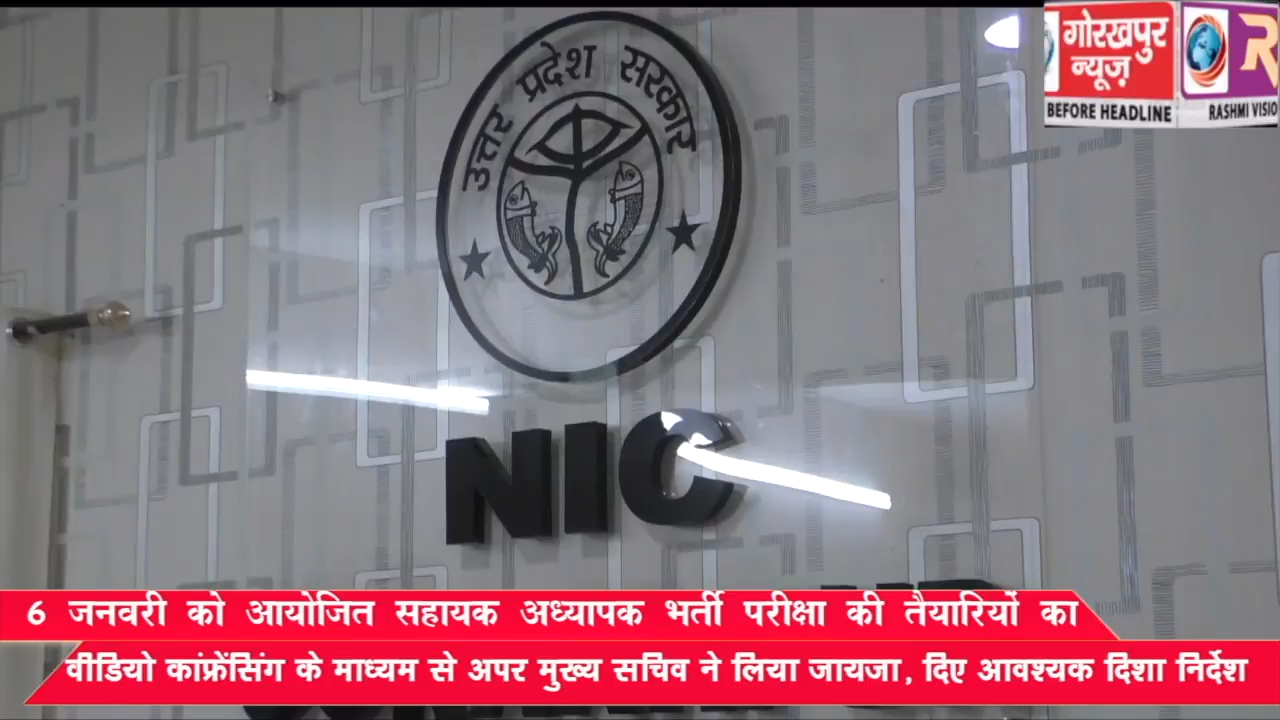 उत्तर प्रदेश सरकार
गोरखपुर
न्यूज़
BEFORE HEADLINE
R
RASHMI VISIO
NIC
6 जनवरी को आयोजित सहायक अध्यापक भर्ती परीक्षा की तैयारियों का
वीडियो कांफ्रेंसिंग के माध्यम से अपर मुख्य सचिव ने लिया जायजा, दिए आवश्यक दिशा निर्देश